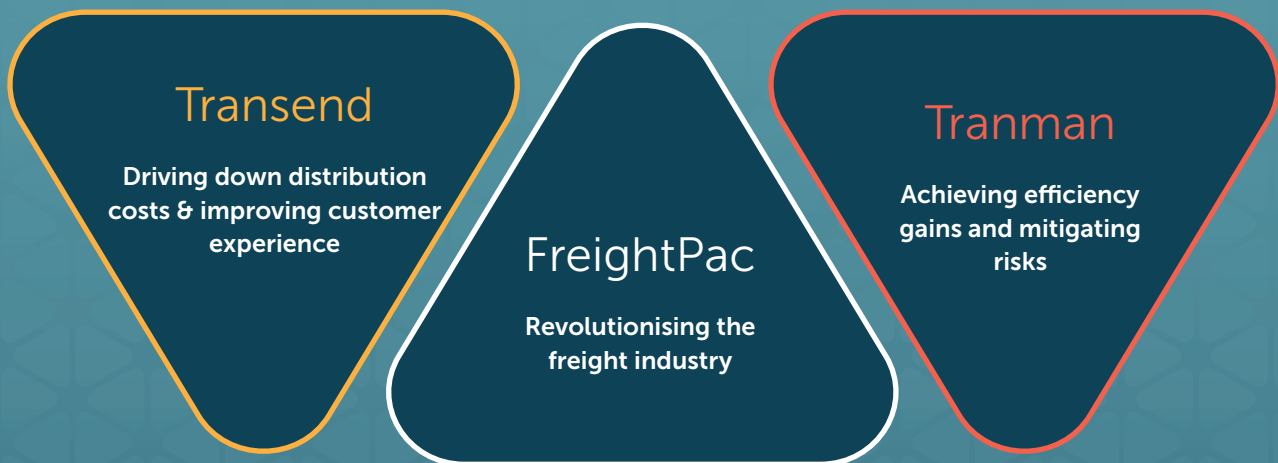 Transend
Driving down distribution
costs & improving customer
experience
FreightPac
Revolutionising the
freight industry
Tranman
Achieving efficiency
gains and mitigating
risks